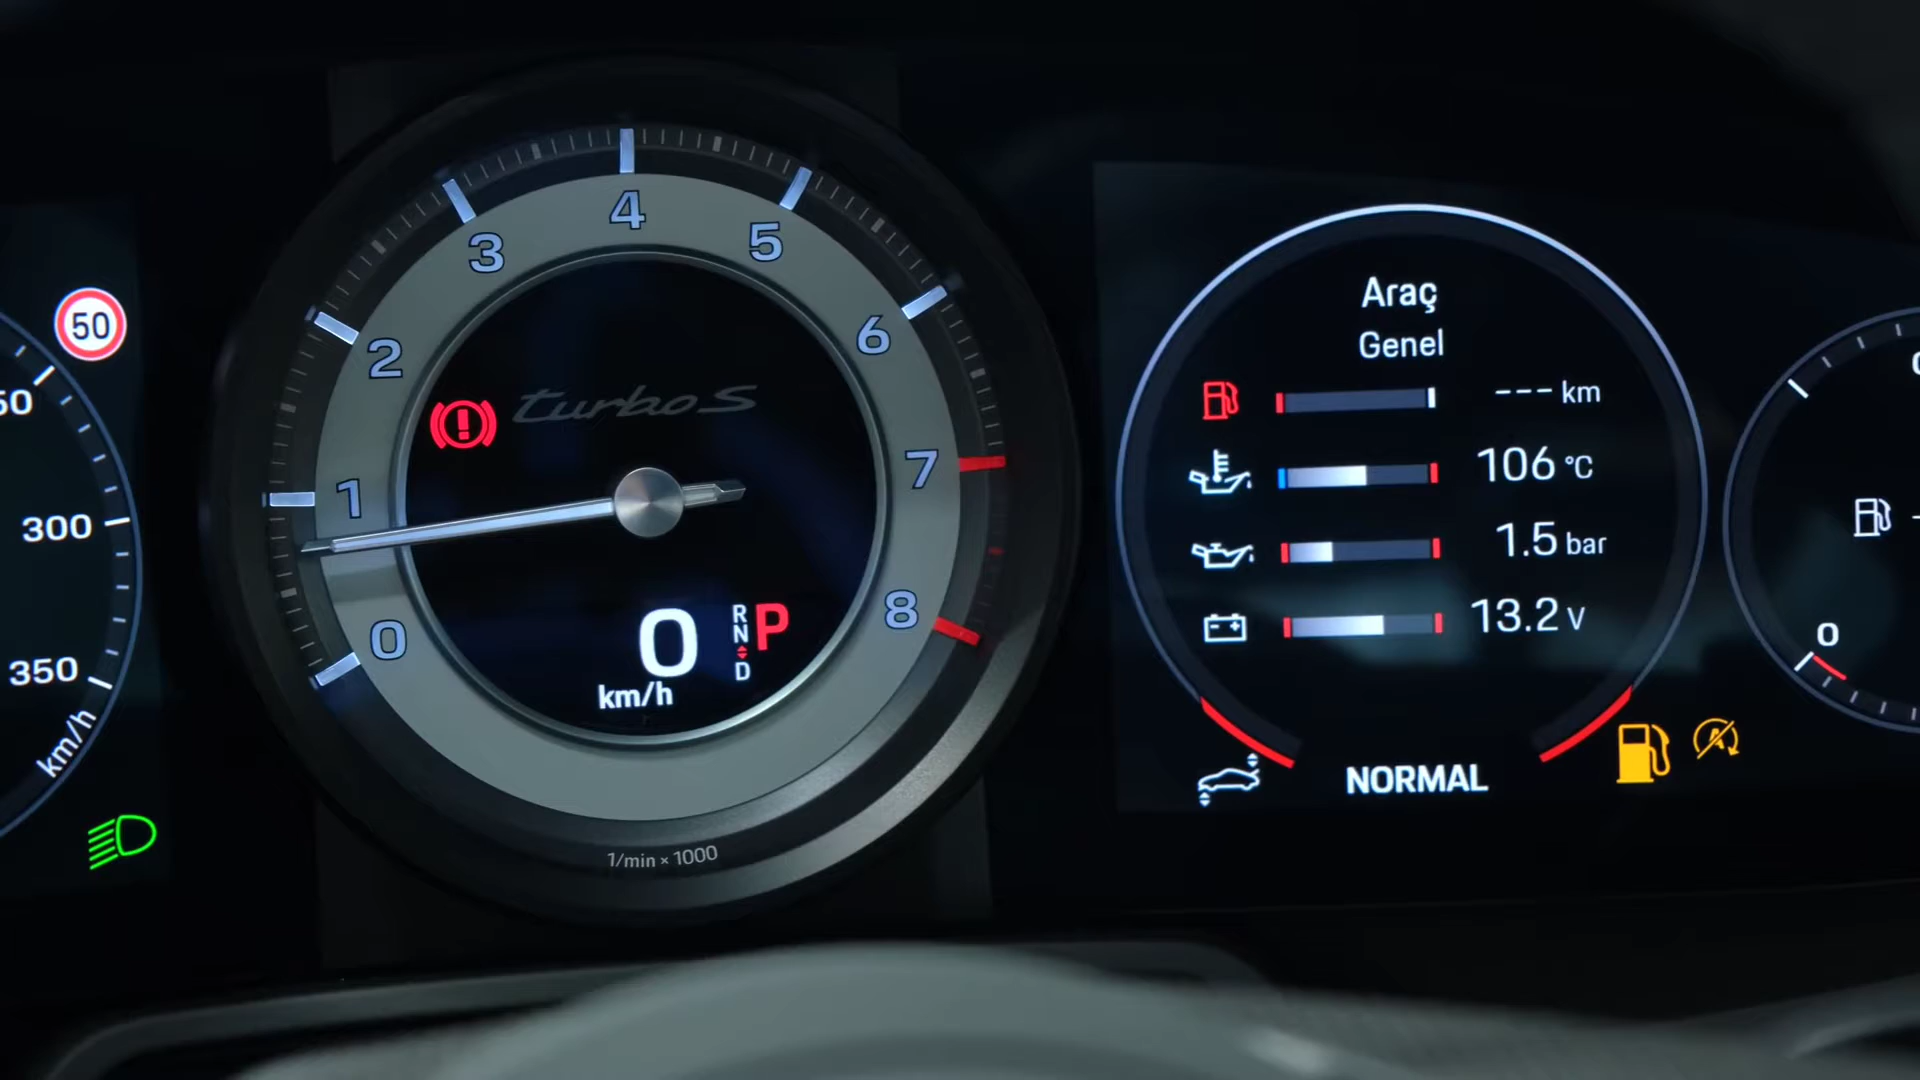 50
50
300
350
km/h
0
1
2
3
4
5
6
7
8
turbo S
0
km/h
R
N
D
P
1/min × 1000
Araç
Genel
--- km
106 °C
1.5 bar
13.2 V
NORMAL
A
0